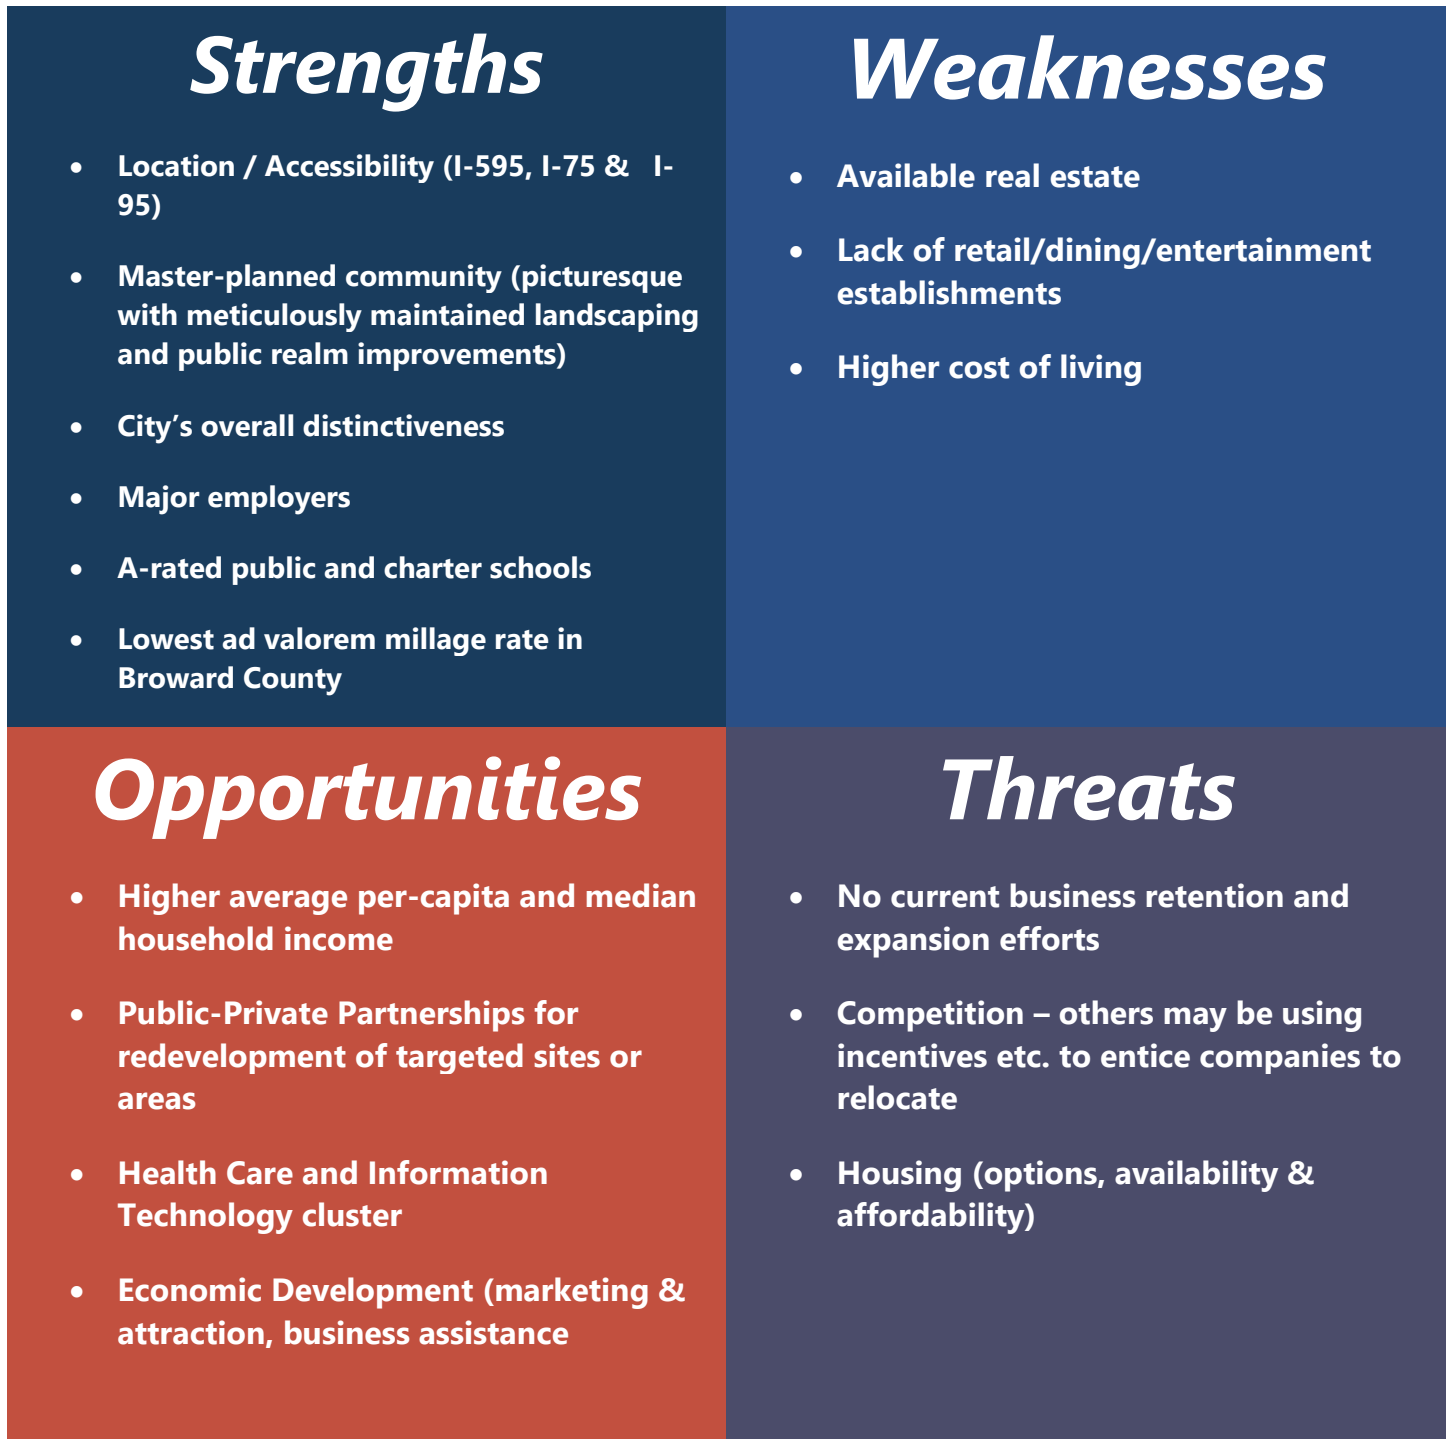 Strengths
• Location / Accessibility (I-595, I-75 & I-
95)
• Master-planned community (picturesque
with meticulously maintained landscaping
and public realm improvements)
• City’s overall distinctiveness
• Major employers
• A-rated public and charter schools
• Lowest ad valorem millage rate in
Broward County
Weaknesses
• Available real estate
• Lack of retail/dining/entertainment
establishments
• Higher cost of living
Opportunities
• Higher average per-capita and median
household income
• Public-Private Partnerships for
redevelopment of targeted sites or
areas
• Health Care and Information
Technology cluster
• Economic Development (marketing &
attraction, business assistance
Threats
• No current business retention and
expansion efforts
• Competition – others may be using
incentives etc. to entice companies to
relocate
• Housing (options, availability &
affordability)